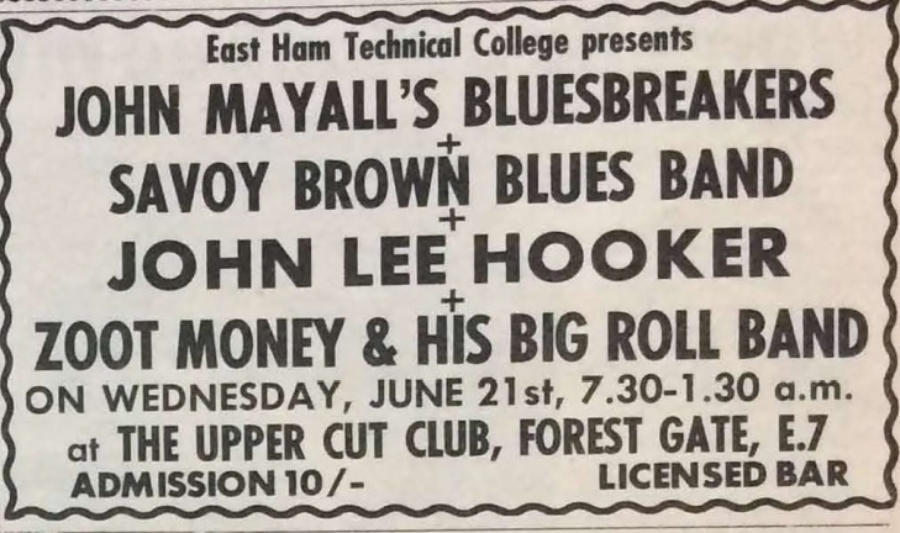 East Ham Technical College presents
JOHN MAYALL'S BLUESBREAKERS
+
SAVOY BROWN BLUES BAND
+
JOHN LEE HOOKER
+
ZOOT MONEY & HIS BIG ROLL BAND
ON WEDNESDAY, JUNE 21st, 7.30-1.30 a.m.
at THE UPPER CUT CLUB, FOREST GATE, E.7
ADMISSION 10/- LICENSED BAR